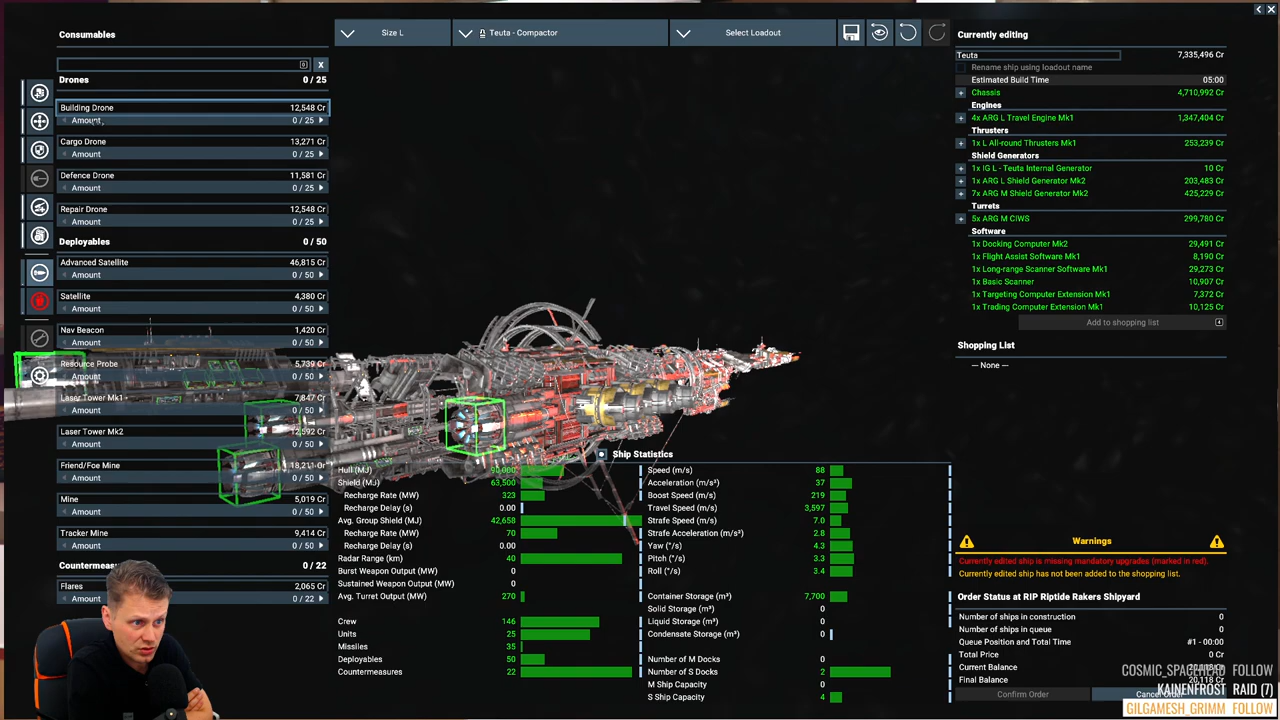 Consumables
X
Drones 0 / 25
Building Drone 12,548 Cr
Amount 0 / 25
Cargo Drone 13,271 Cr
Amount 0 / 25
Defence Drone 11,581 Cr
Amount 0 / 25
Repair Drone 12,548 Cr
Amount 0 / 25
Deployables 0 / 50
Advanced Satellite 46,815 Cr
Amount 0 / 50
Satellite 4,380 Cr
Amount 0 / 50
Nav Beacon 1,420 Cr
Amount 0 / 50
Resource Probe 5,739 Cr
Amount 0 / 50
Laser Tower Mk1 7,847 Cr
Amount 0 / 50
Laser Tower Mk2 12,592 Cr
Amount 0 / 50
Friend/Foe Mine 18,211 Cr
Amount 0 / 50
Mine 5,019 Cr
Amount 0 / 50
Tracker Mine 9,414 Cr
Amount 0 / 50
0 / 22
Flares 2,065 Cr
Amount 0 / 22
Size L
Teuta - Compactor
Select Loadout
Ship Statistics
Hull (MJ) 90,000
Shield (MJ) 63,500
Recharge Rate (MW) 323
Recharge Delay (s) 0.00
Avg. Group Shield (MJ) 42,658
Recharge Rate (MW) 70
Recharge Delay (s) 0.00
Radar Range (km) 40
Burst Weapon Output (MW) 0
Sustained Weapon Output (MW) 0
Avg. Turret Output (MW) 270
Crew 146
Units 25
Missiles 35
Deployables 50
Countermeasures 22
Speed (m/s) 88
Acceleration (m/s²) 37
Boost Speed (m/s) 219
Travel Speed (m/s) 3,597
Strafe Speed (m/s) 7.0
Strafe Acceleration (m/s²) 2.8
Yaw (°/s) 4.3
Pitch (°/s) 3.3
Roll (°/s) 3.4
Container Storage (m³) 7,700
Solid Storage (m³) 0
Liquid Storage (m³) 0
Condensate Storage (m³) 0
Number of M Docks 0
Number of S Docks 2
M Ship Capacity 0
S Ship Capacity 4
Currently editing
Teuta 7,335,496 Cr
Rename ship using loadout name
Estimated Build Time 05:00
Chassis 4,710,992 Cr
Engines
4x ARG L Travel Engine Mk1 1,347,404 Cr
Thrusters
1x L All-round Thrusters Mk1 253,239 Cr
Shield Generators
1x IG L - Teuta Internal Generator 10 Cr
1x ARG L Shield Generator Mk2 203,483 Cr
7x ARG M Shield Generator Mk2 425,229 Cr
Turrets
5x ARG M CIWS 299,780 Cr
Software
1x Docking Computer Mk2 29,491 Cr
1x Flight Assist Software Mk1 8,190 Cr
1x Long-range Scanner Software Mk1 29,273 Cr
1x Basic Scanner 10,907 Cr
1x Targeting Computer Extension Mk1 7,372 Cr
1x Trading Computer Extension Mk1 10,125 Cr
Add to shopping list
Shopping List
— None —
Warnings
Currently edited ship is missing mandatory upgrades (marked in red).
Currently edited ship has not been added to the shopping list.
Order Status at RIP Riptide Rakers Shipyard
Number of ships in construction 0
Number of ships in queue 0
Queue Position and Total Time #1 - 00:00
Total Price 0 Cr
Current Balance
Final Balance 20,118 Cr
Confirm Order
COSMIC_SPACEHEAD FOLLOW
KAINENFROST RAID (7)
GILGAMESH_GRIMM FOLLOW